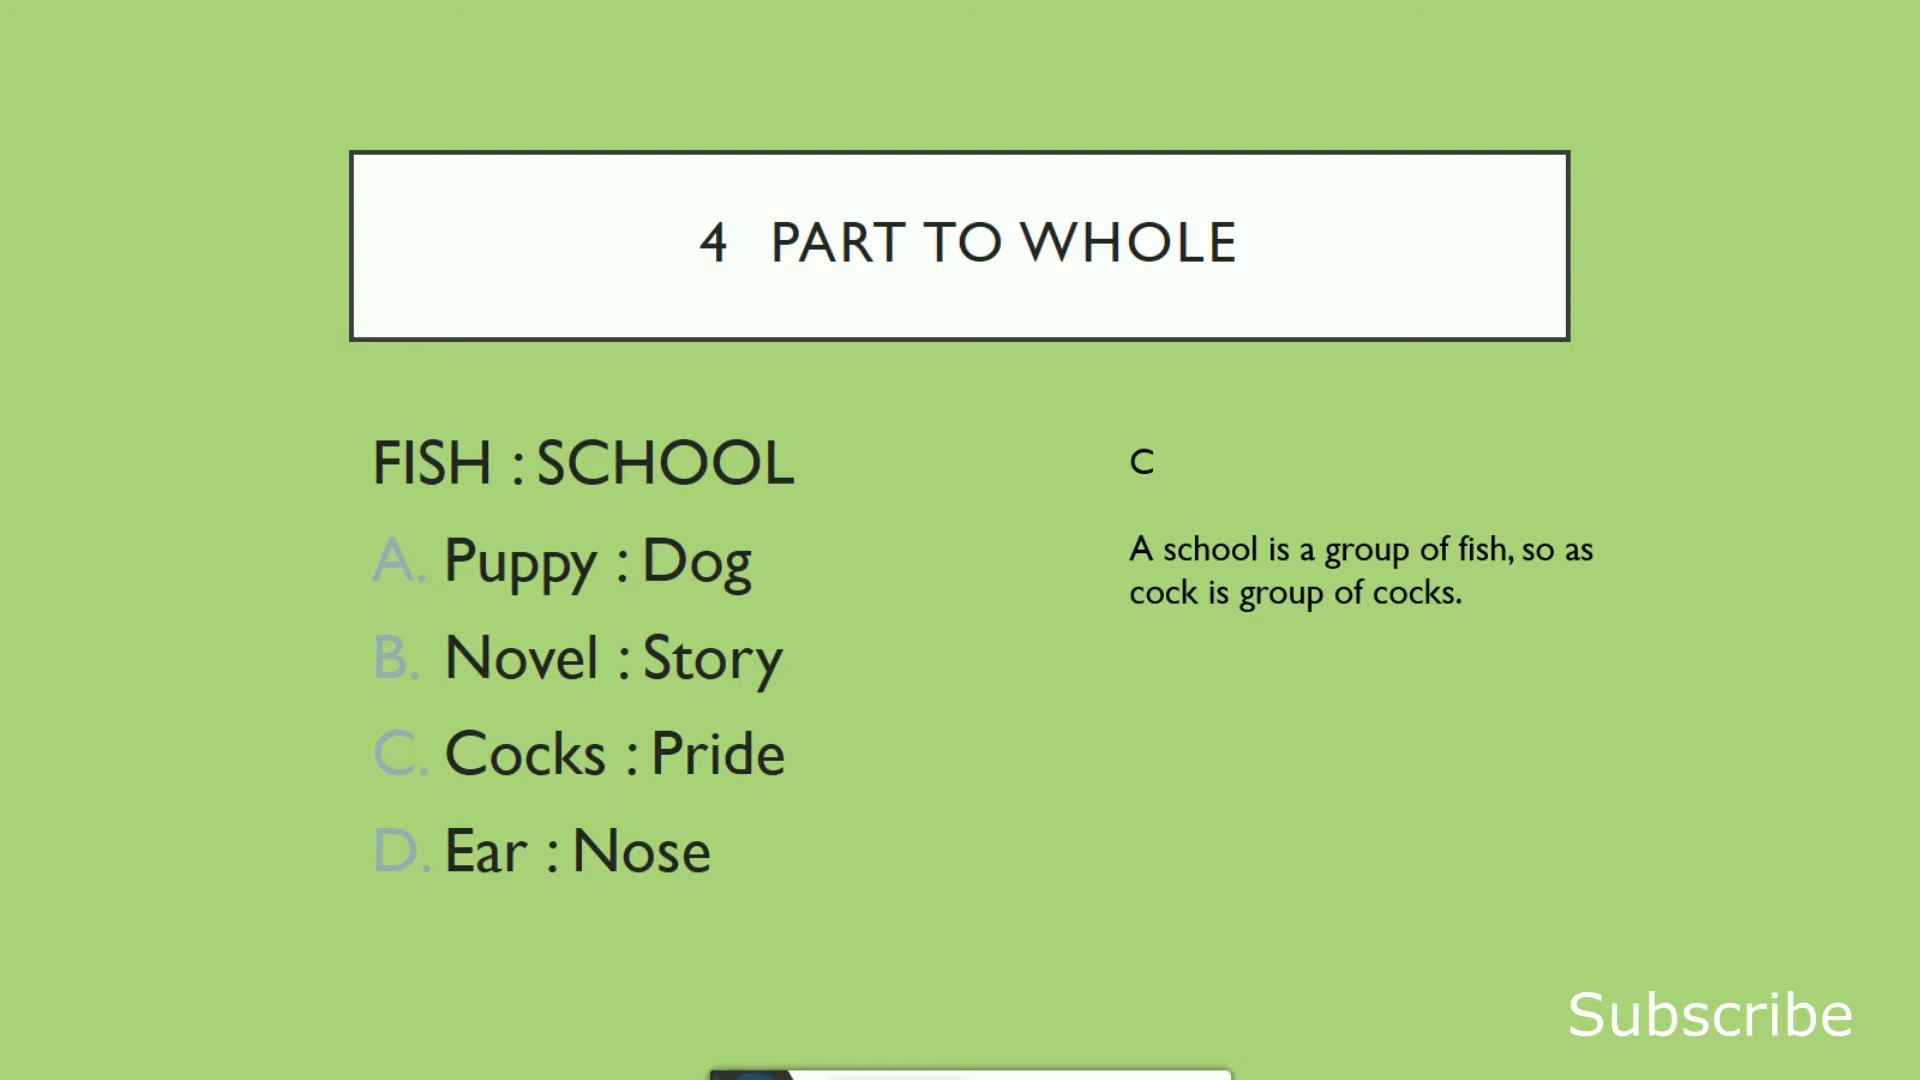 4 PART TO WHOLE
FISH : SCHOOL
A. Puppy : Dog
B. Novel : Story
C. Cocks : Pride
D. Ear : Nose
C
A school is a group of fish, so as
cock is group of cocks.
Subscribe